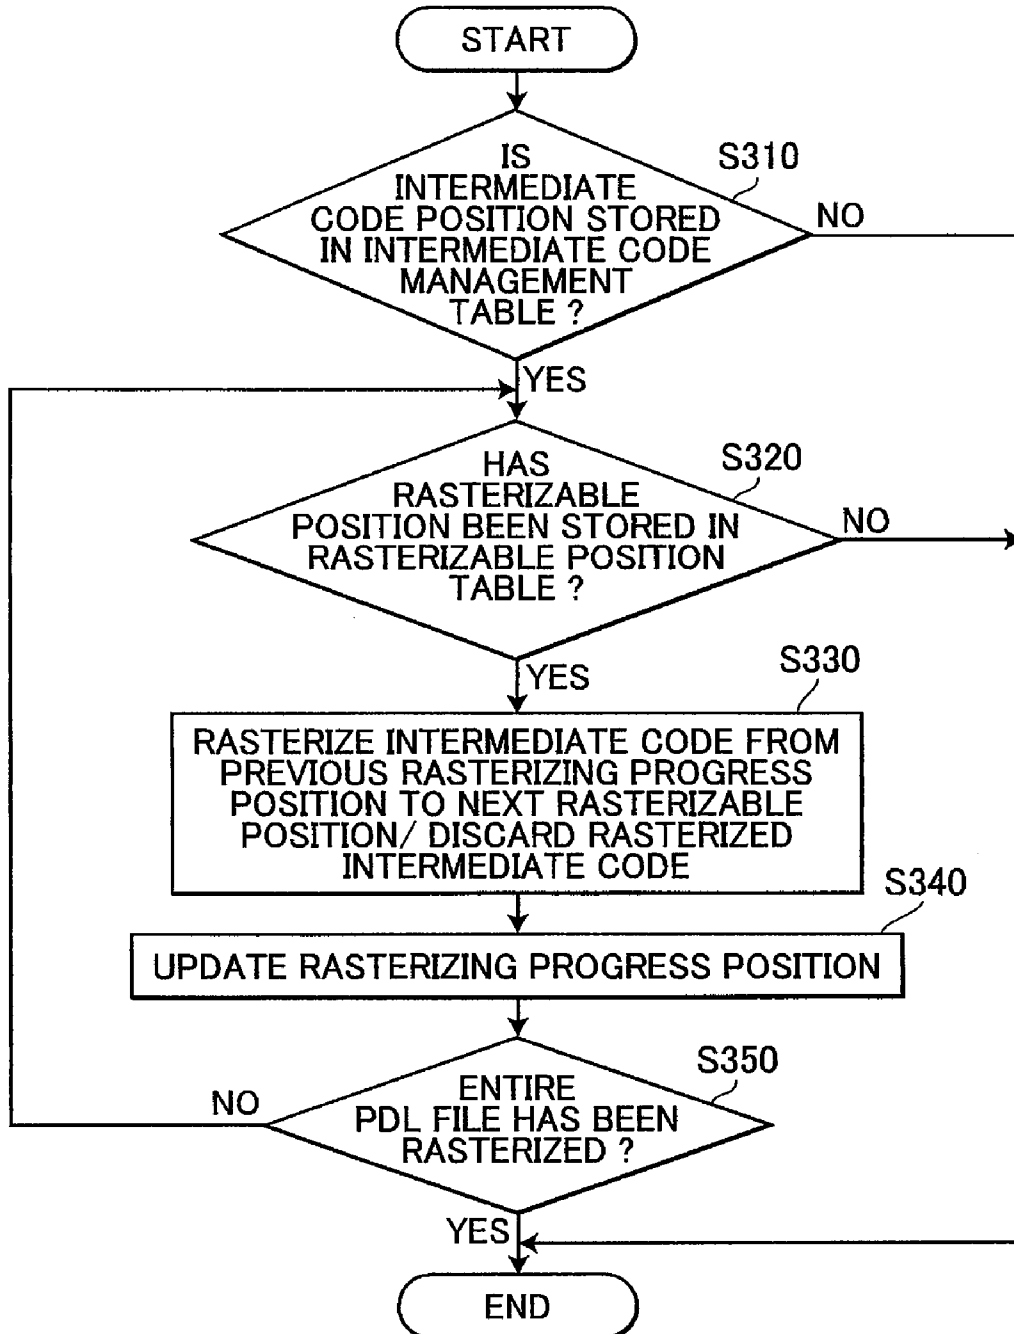 START
IS
INTERMEDIATE
CODE POSITION STORED
IN INTERMEDIATE CODE
MANAGEMENT
TABLE ?
S310
NO
YES
HAS
RASTERIZABLE
POSITION BEEN STORED IN
RASTERIZABLE POSITION
TABLE ?
S320
NO
YES
S330
RASTERIZE INTERMEDIATE CODE FROM
PREVIOUS RASTERIZING PROGRESS
POSITION TO NEXT RASTERIZABLE
POSITION/ DISCARD RASTERIZED
INTERMEDIATE CODE
S340
UPDATE RASTERIZING PROGRESS POSITION
S350
ENTIRE
PDL FILE HAS BEEN
RASTERIZED ?
NO
YES
END